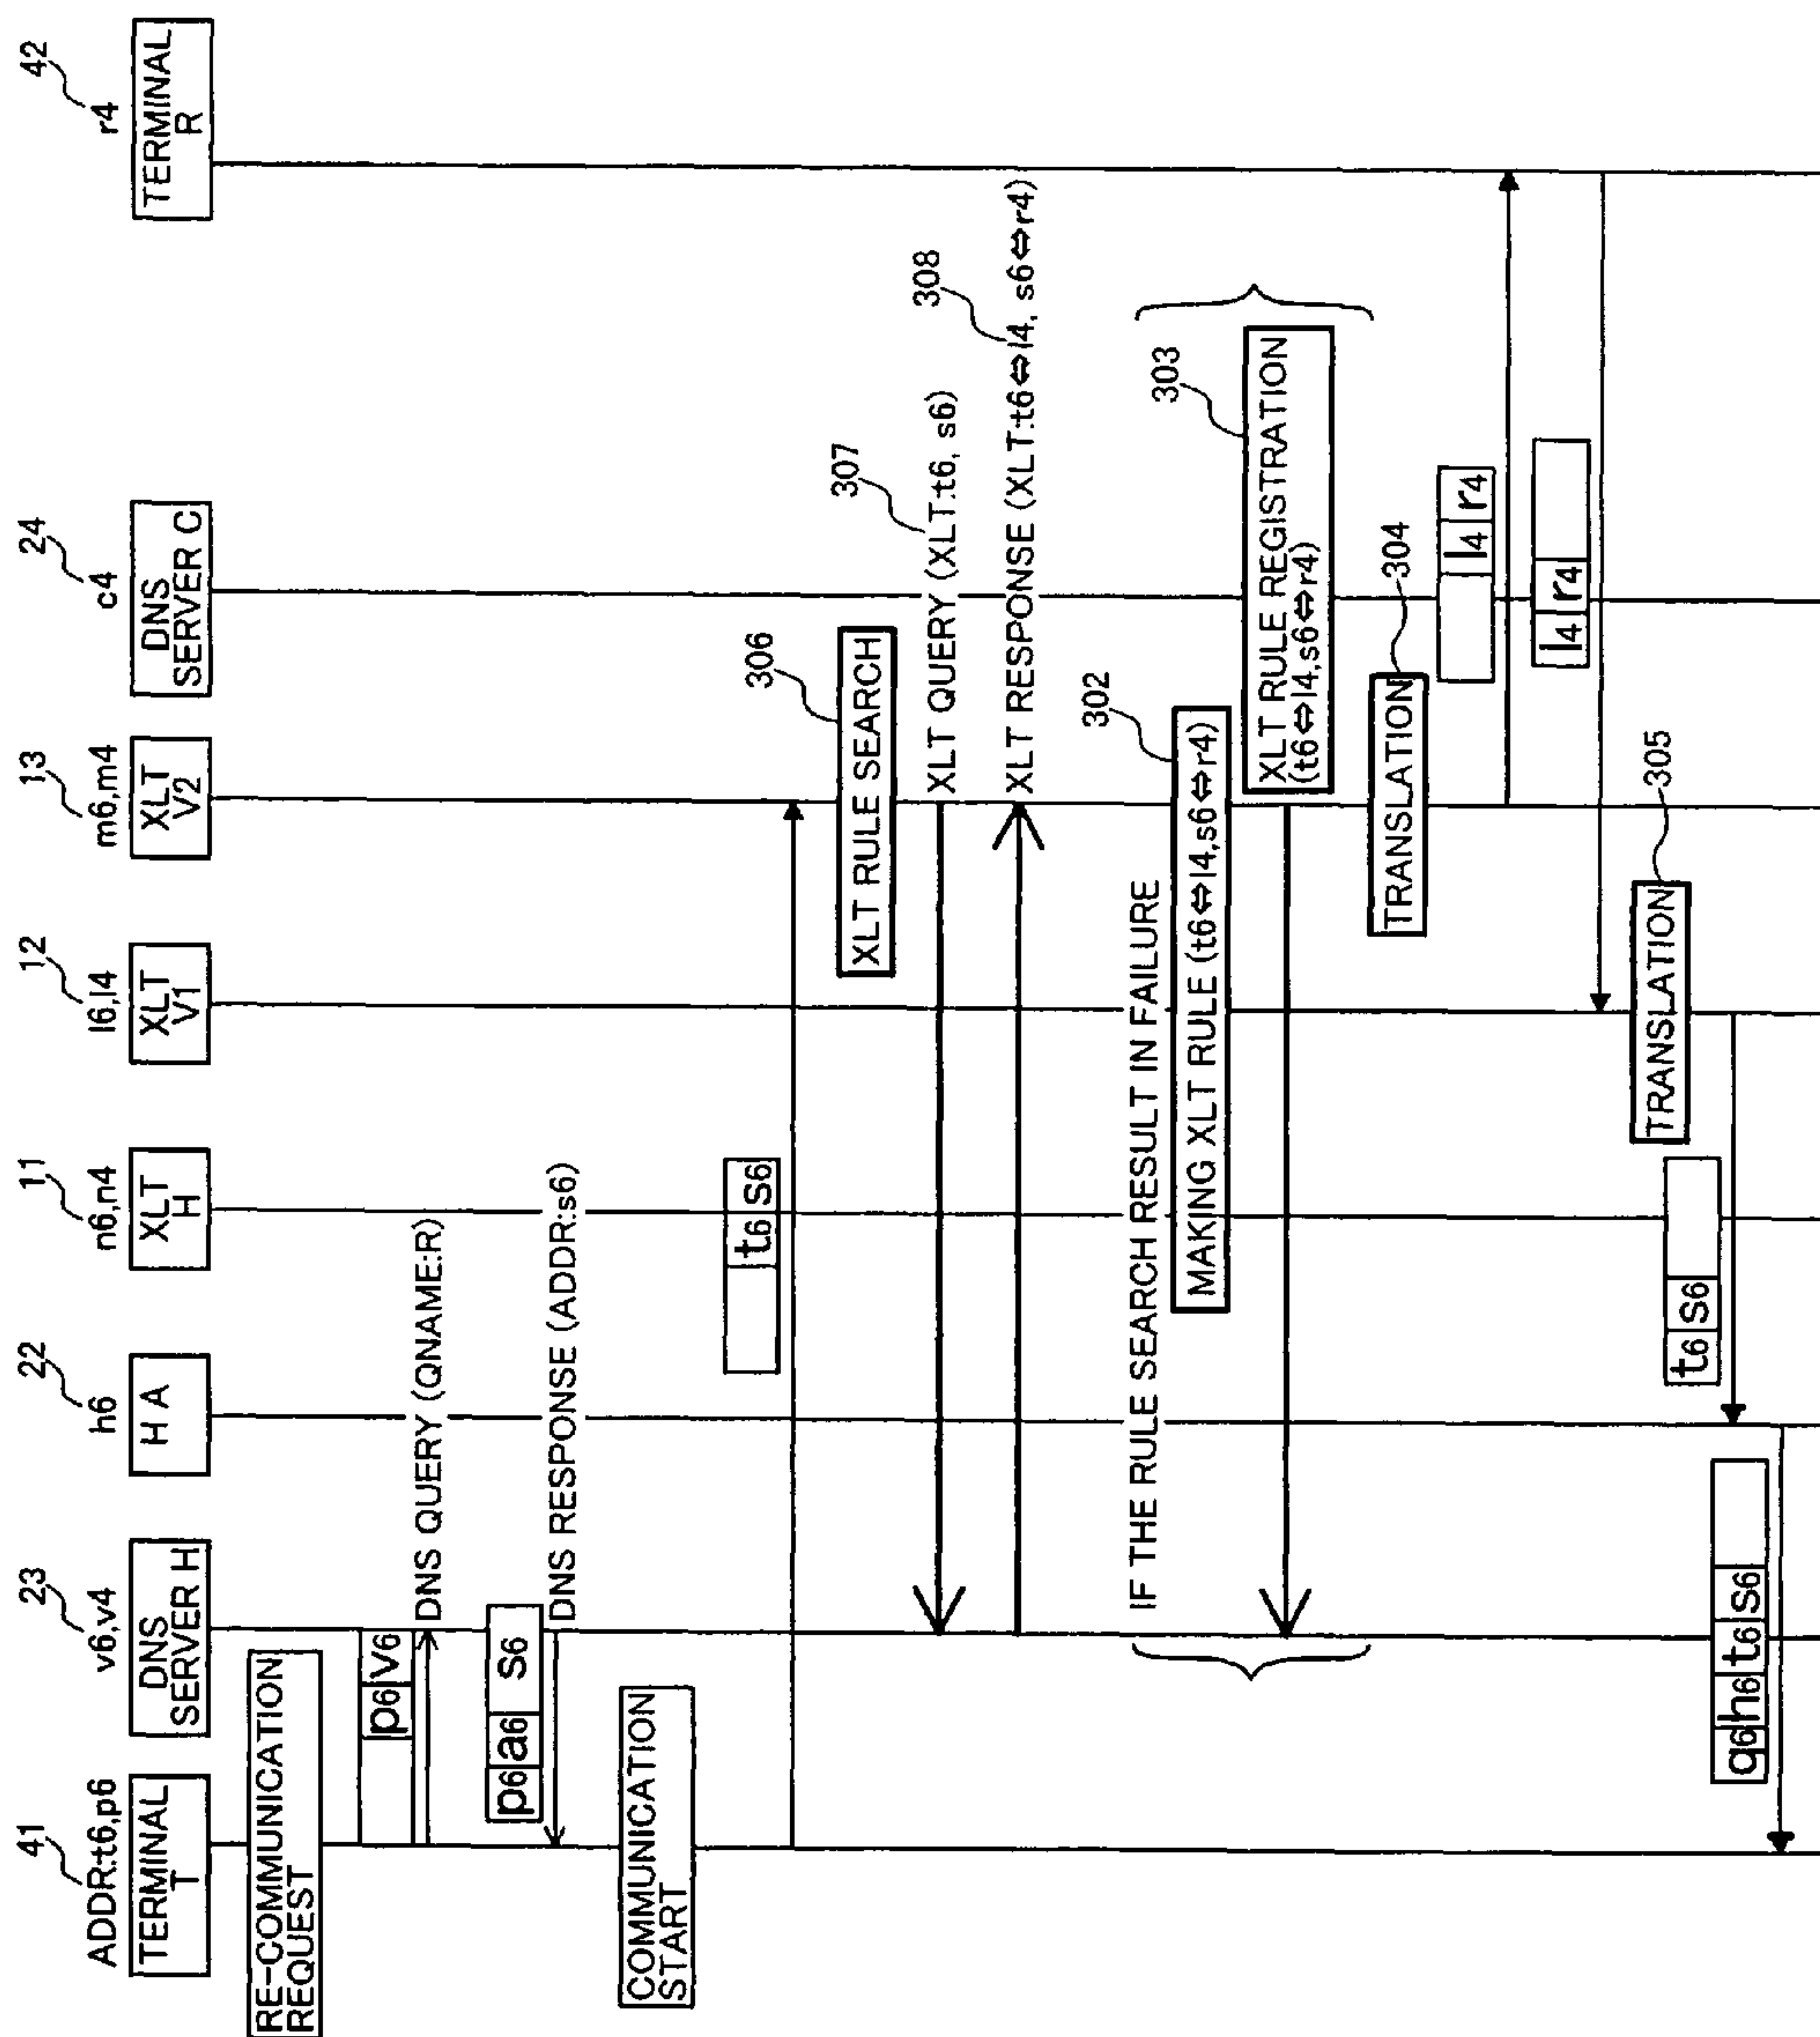 41
ADDR:t6,p6
TERMINAL
T
23
v6,v4
DNS
SERVER H
22
h6
H A
11
n6,n4
XLT
H
12
l6,l4
XLT
V1
13
m6,m4
XLT
V2
24
c4
DNS
SERVER C
42
r4
TERMINAL
R
RE-COMMUNICATION
REQUEST
p6 v6
DNS QUERY (QNAME:R)
p6 a6 s6
DNS RESPONSE (ADDR:s6)
COMMUNICATION
START
t6 s6
306
XLT RULE SEARCH
307
XLT QUERY (XLT:t6, s6)
308
XLT RESPONSE (XLT:t6⇔l4, s6⇔r4)
IF THE RULE SEARCH RESULT IN FAILURE
302
MAKING XLT RULE (t6⇔l4,s6⇔r4)
303
XLT RULE REGISTRATION
(t6⇔l4,s6⇔r4)
304
TRANSLATION
l4 r4
l4 r4
305
TRANSLATION
t6 s6
q6 h6 t6 s6